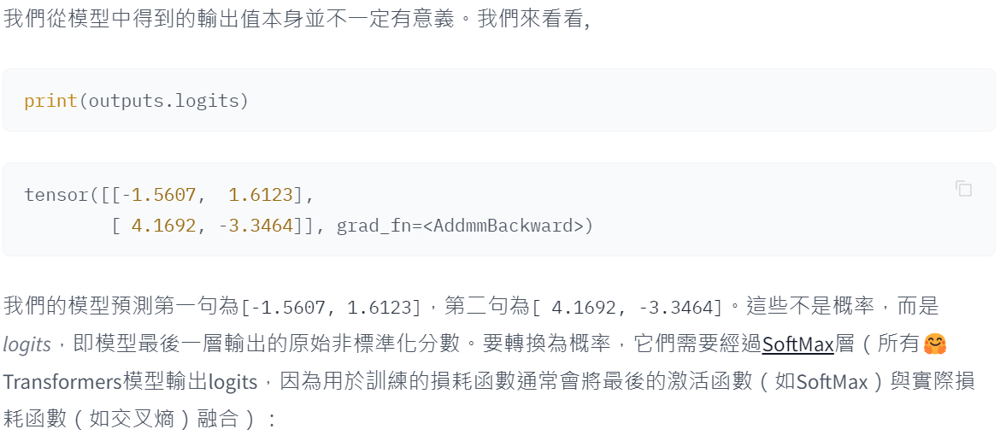 我們從模型中得到的輸出值本身並不一定有意義。我們來看看,
print(outputs.logits)
tensor([[-1.5607,  1.6123],
        [ 4.1692, -3.3464]], grad_fn=<AddmmBackward>)
我們的模型預測第一句為[-1.5607, 1.6123]，第二句為[ 4.1692, -3.3464]。這些不是概率，而是
logits，即模型最後一層輸出的原始非標準化分數。要轉換為概率，它們需要經過SoftMax層（所有🤗
Transformers模型輸出logits，因為用於訓練的損耗函數通常會將最後的激活函數（如SoftMax）與實際損
耗函數（如交叉熵）融合）：